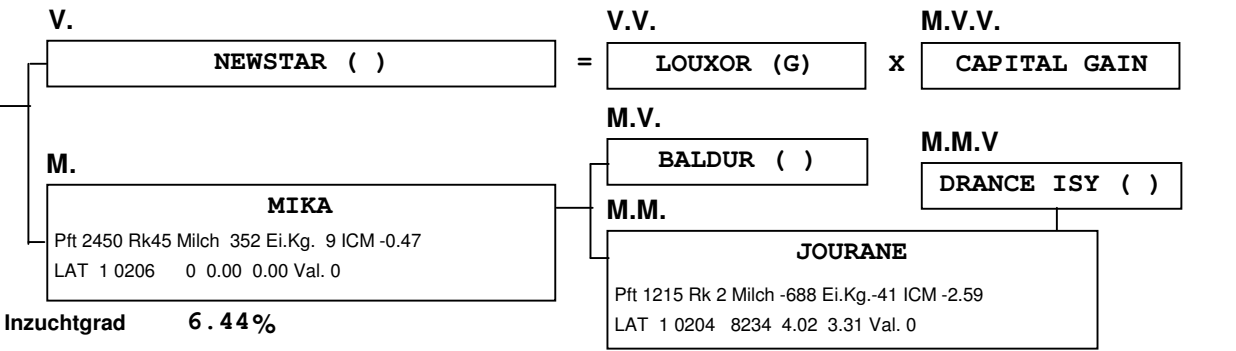 V.
V.V.
M.V.V.
NEWSTAR ( )
=
LOUXOR (G)
X
CAPITAL GAIN
M.V.
M.M.V
BALDUR ( )
DRANCE ISY ( )
M.
MIKA
Pft 2450 Rk45 Milch 352 Ei.Kg. 9 ICM -0.47
LAT 1 0206 0 0.00 0.00 Val. 0
M.M.
JOURANE
Pft 1215 Rk 2 Milch -688 Ei.Kg.-41 ICM -2.59
LAT 1 0204 8234 4.02 3.31 Val. 0
Inzuchtgrad 6.44%